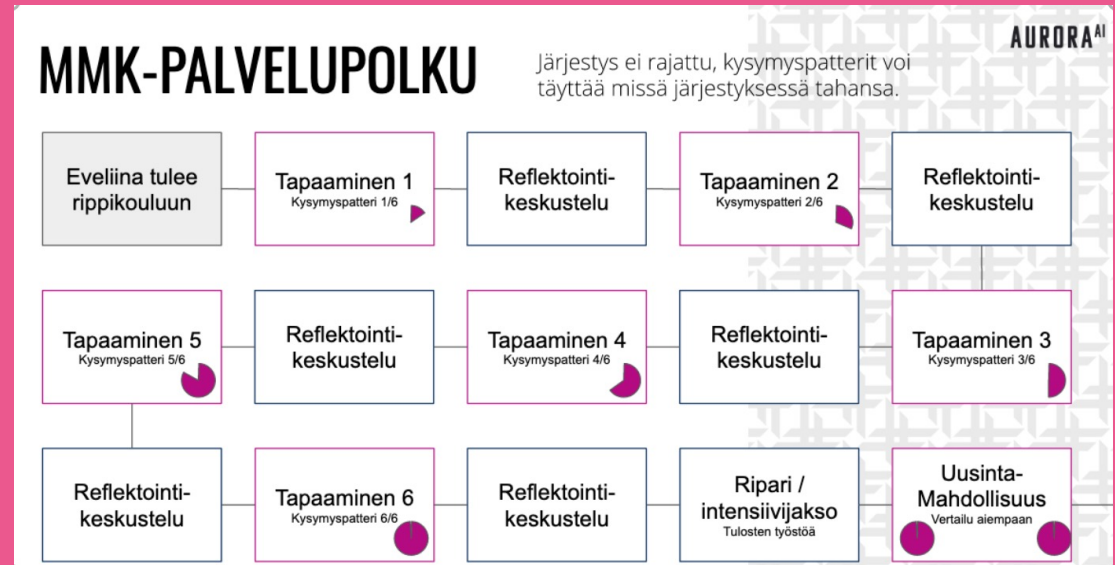 MMK-PALVELUPOLKU
Järjestys ei rajattu, kysymyspatterit voi
täyttää missä järjestyksessä tahansa.
AURORA AI
Eveliina tulee
rippikouluun
Tapaaminen 1
Kysymyspatteri 1/6
Reflektointi-
keskustelu
Tapaaminen 2
Kysymyspatteri 2/6
Reflektointi-
keskustelu
Tapaaminen 5
Kysymyspatteri 5/6
Reflektointi-
keskustelu
Tapaaminen 4
Kysymyspatteri 4/6
Reflektointi-
keskustelu
Tapaaminen 3
Kysymyspatteri 3/6
Reflektointi-
keskustelu
Tapaaminen 6
Kysymyspatteri 6/6
Reflektointi-
keskustelu
Ripari /
intensiivijakso
Tulosten työstöä
Uusinta-
Mahdollisuus
Vertailu aiempaan